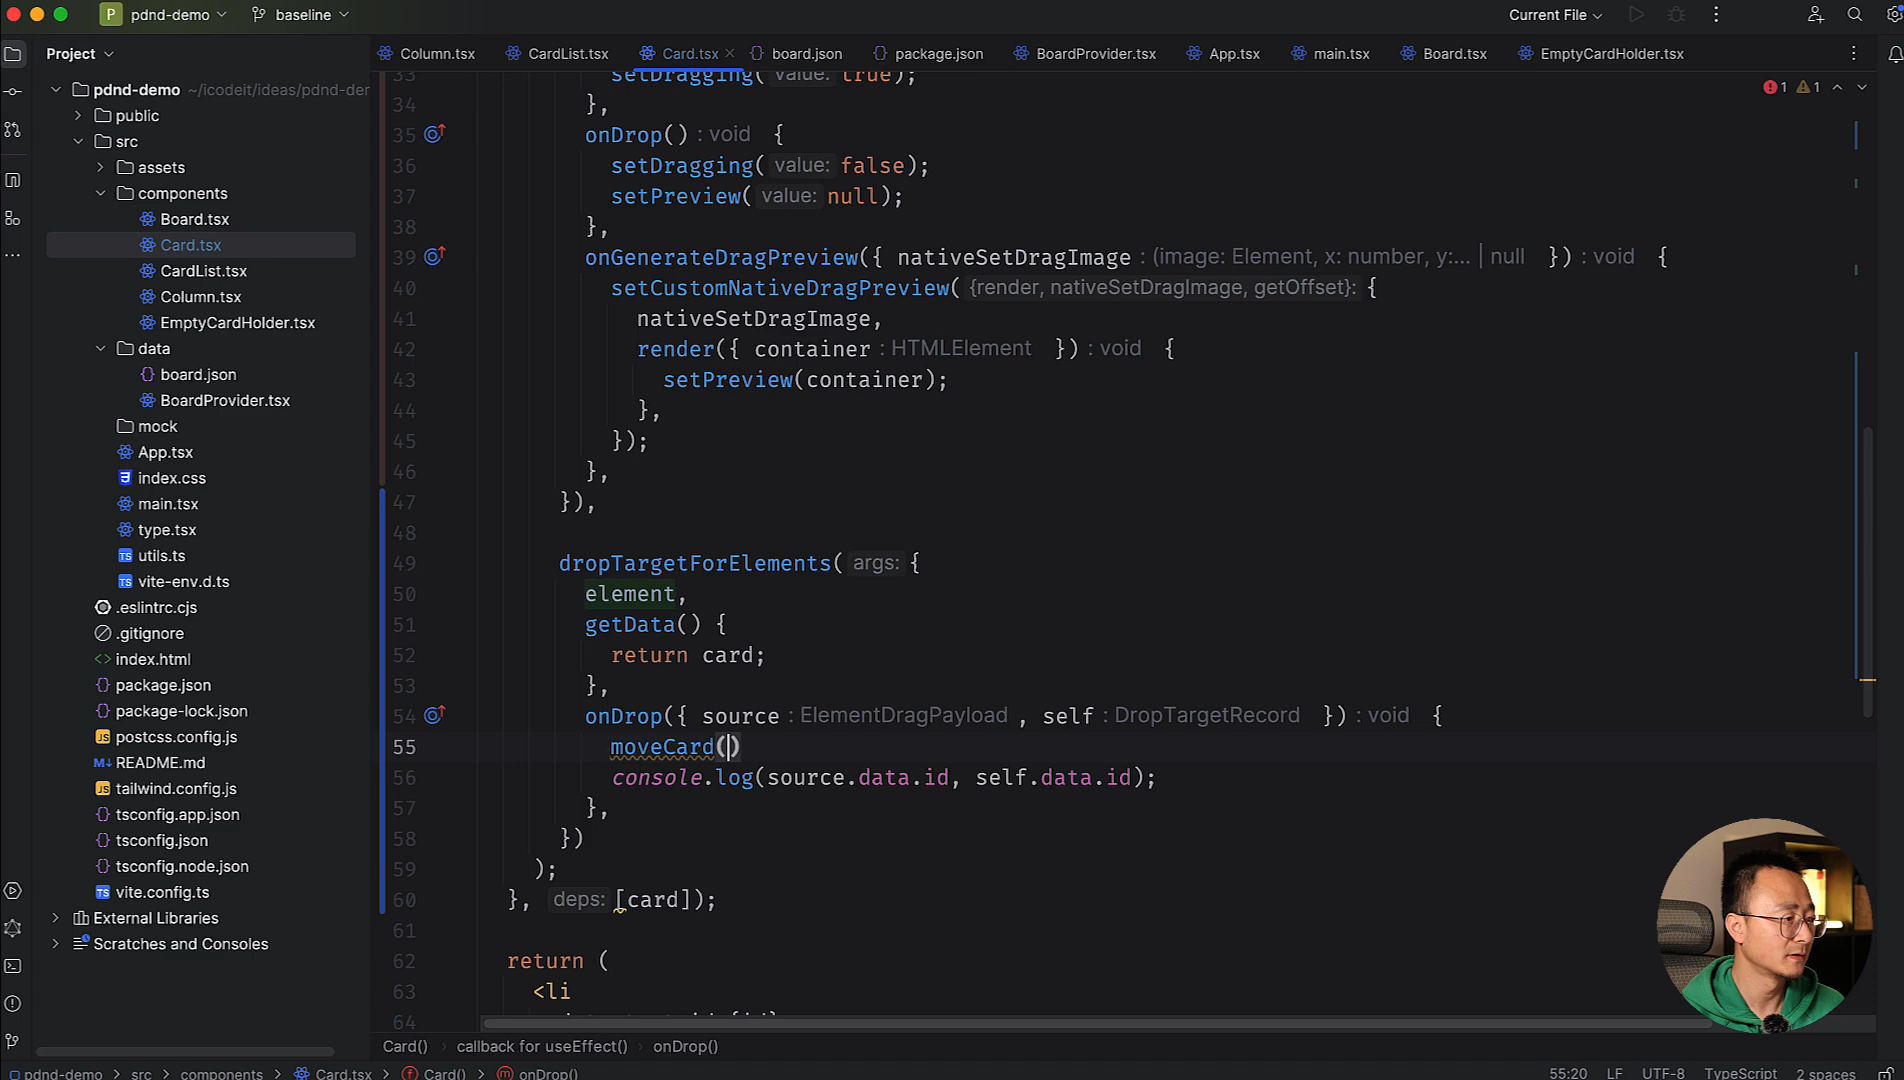 P pdnd-demo baseline Current File
Project
Column.tsx CardList.tsx Card.tsx board.json package.json BoardProvider.tsx App.tsx main.tsx Board.tsx EmptyCardHolder.tsx
pdnd-demo ~/icodeit/ideas/pdnd-der
public
src
assets
components
Board.tsx
Card.tsx
CardList.tsx
Column.tsx
EmptyCardHolder.tsx
data
board.json
BoardProvider.tsx
mock
App.tsx
index.css
main.tsx
type.tsx
utils.ts
vite-env.d.ts
.eslintrc.cjs
.gitignore
index.html
package.json
package-lock.json
postcss.config.js
README.md
tailwind.config.js
tsconfig.app.json
tsconfig.json
tsconfig.node.json
vite.config.ts
External Libraries
Scratches and Consoles
1 1
33 setDragging( value: true);
34 },
35 onDrop() : void {
36 setDragging( value: false);
37 setPreview( value: null);
38 },
39 onGenerateDragPreview({ nativeSetDragImage : (image: Element, x: number, y:... | null }) : void {
40 setCustomNativeDragPreview( {render, nativeSetDragImage, getOffset}: {
41 nativeSetDragImage,
42 render({ container : HTMLElement }) : void {
43 setPreview(container);
44 },
45 });
46 },
47 }),
48
49 dropTargetForElements( args: {
50 element,
51 getData() {
52 return card;
53 },
54 onDrop({ source : ElementDragPayload , self : DropTargetRecord }) : void {
55 moveCard()
56 console.log(source.data.id, self.data.id);
57 },
58 })
59 );
60 }, deps: [card]);
61
62 return (
63 <li
64
Card() callback for useEffect() onDrop()
pdnd-demo src components Card.tsx Card() onDrop() 55:20 LF UTF-8 TypeScript 2 spaces